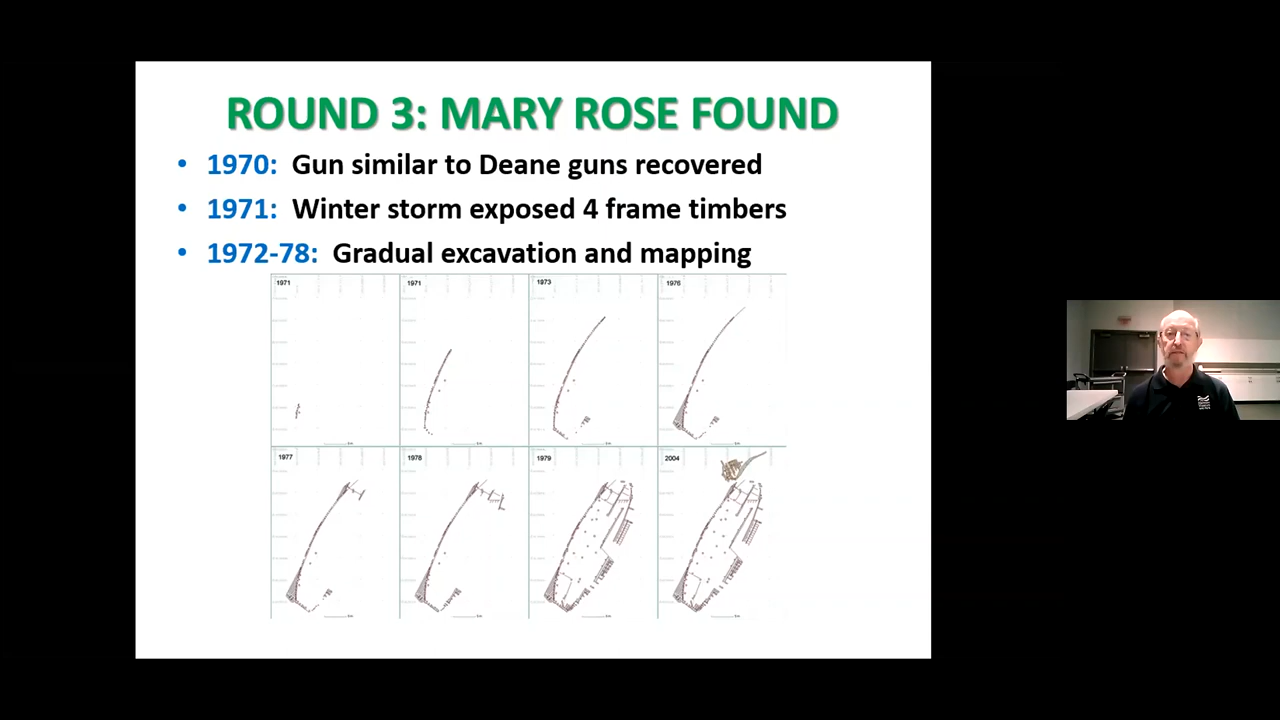 ROUND 3: MARY ROSE FOUND
• 1970: Gun similar to Deane guns recovered
• 1971: Winter storm exposed 4 frame timbers
• 1972-78: Gradual excavation and mapping
1971
1971
1973
1976
1977
1978
1979
2004